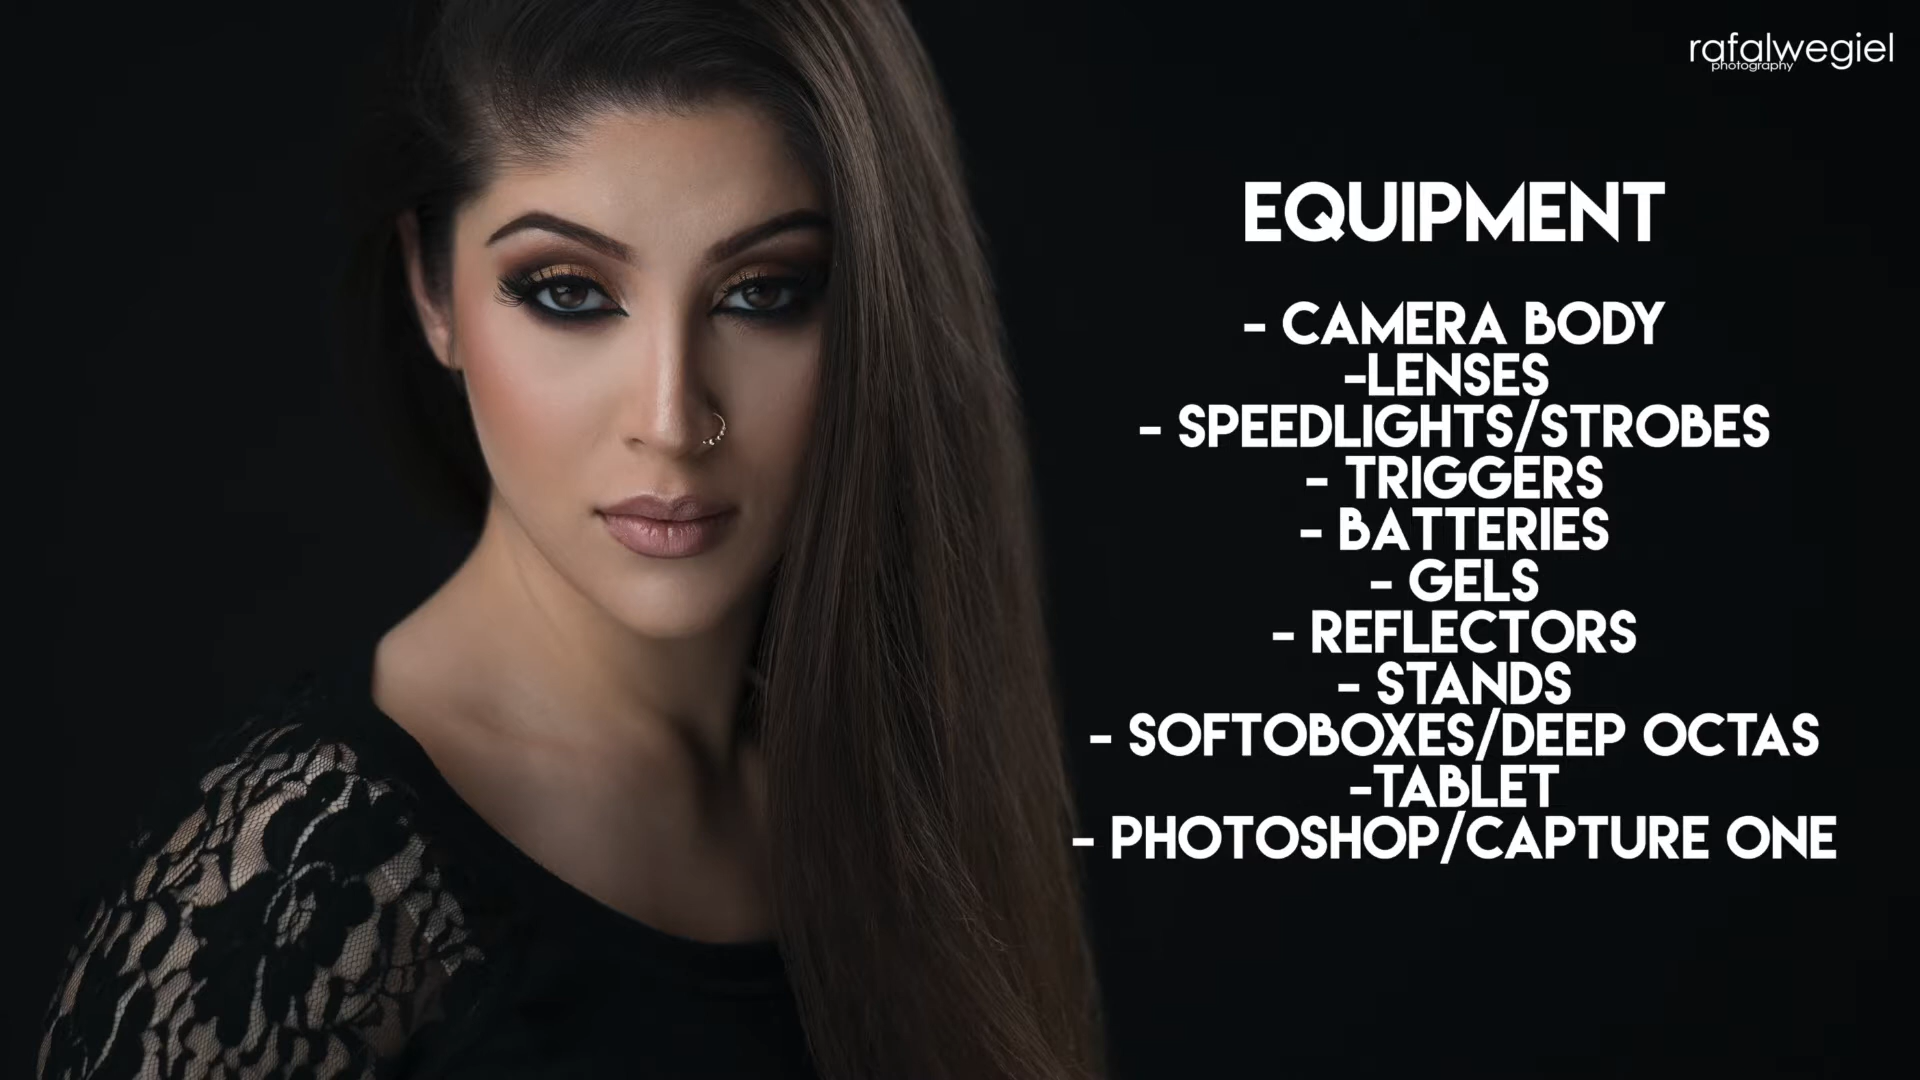 rafalwegiel
photography
EQUIPMENT
- CAMERA BODY
-LENSES
- SPEEDLIGHTS/STROBES
- TRIGGERS
- BATTERIES
- GELS
- REFLECTORS
- STANDS
- SOFTOBOXES/DEEP OCTAS
-TABLET
- PHOTOSHOP/CAPTURE ONE